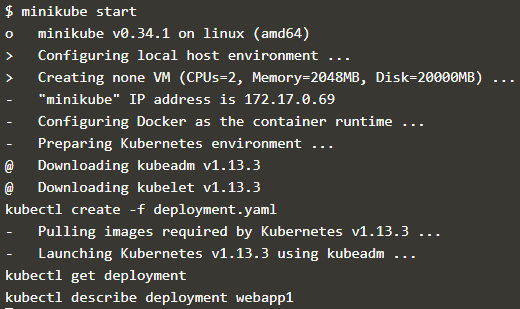 $ minikube start
o   minikube v0.34.1 on linux (amd64)
>   Configuring local host environment ...
>   Creating none VM (CPUs=2, Memory=2048MB, Disk=20000MB) ...
-   "minikube" IP address is 172.17.0.69
-   Configuring Docker as the container runtime ...
-   Preparing Kubernetes environment ...
@   Downloading kubeadm v1.13.3
@   Downloading kubelet v1.13.3
kubectl create -f deployment.yaml
-   Pulling images required by Kubernetes v1.13.3 ...
-   Launching Kubernetes v1.13.3 using kubeadm ...
kubectl get deployment
kubectl describe deployment webapp1